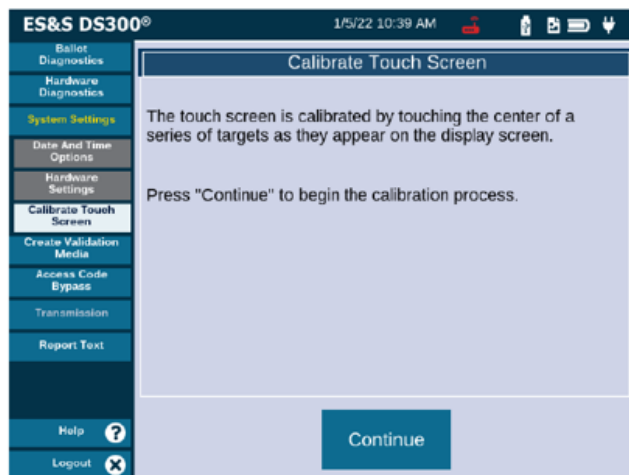 ES&S DS300®
1/5/22 10:39 AM
Ballot
Diagnostics
Hardware
Diagnostics
System Settings
Date And Time
Options
Hardware
Settings
Calibrate Touch
Screen
Create Validation
Media
Access Code
Bypass
Transmission
Report Text
Help ?
Logout
Calibrate Touch Screen
The touch screen is calibrated by touching the center of a
series of targets as they appear on the display screen.
Press "Continue" to begin the calibration process.
Continue